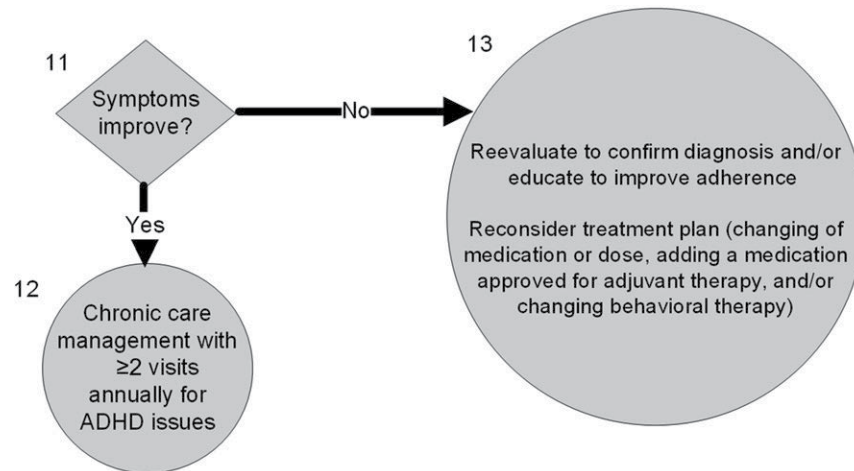 11
Symptoms
improve?
No
Yes
12
Chronic care
management with
≥2 visits
annually for
ADHD issues
13
Reevaluate to confirm diagnosis and/or
educate to improve adherence
Reconsider treatment plan (changing of
medication or dose, adding a medication
approved for adjuvant therapy, and/or
changing behavioral therapy)